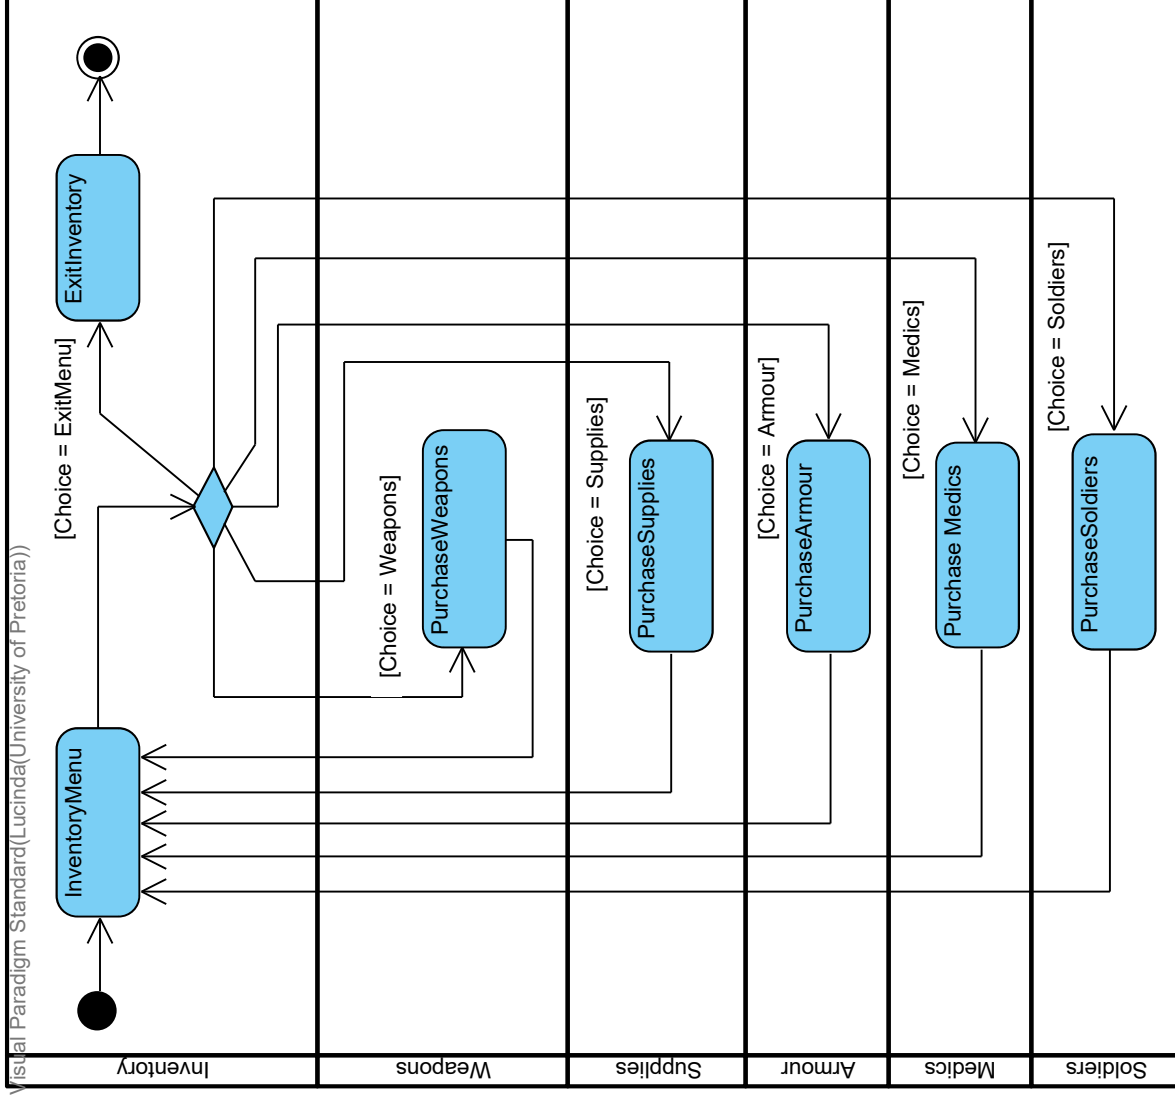 Visual Paradigm Standard(Lucinda(University of Pretoria))
Inventory
Weapons
Supplies
Armour
Medics
Soldiers
InventoryMenu
[Choice = ExitMenu]
ExitInventory
[Choice = Weapons]
PurchaseWeapons
[Choice = Supplies]
PurchaseSupplies
[Choice = Armour]
PurchaseArmour
[Choice = Medics]
Purchase Medics
[Choice = Soldiers]
PurchaseSoldiers